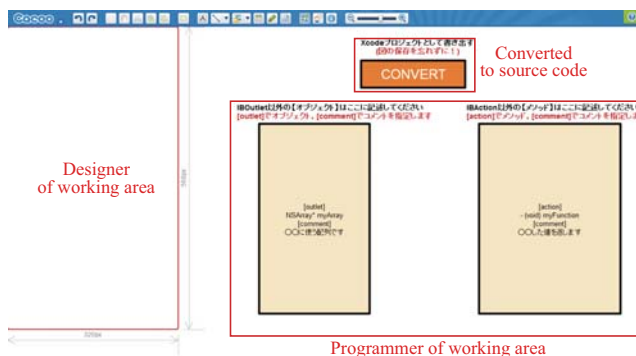 Cacoo
Xcodeプロジェクトとして書き出す
(図の保存を忘れずに！)
CONVERT
Converted
to source code
IBOutlet以外の【オブジェクト】はここに記述してください
[outlet]でオブジェクト, [comment]でコメントを指定します
IBAction以外の【メソッド】はここに記述してください
[action]でメソッド, [comment]でコメントを指定しま
Designer
of working area
568px
[outlet]
NSArray* myArray
[comment]
〇〇に使う配列です
[action]
- (void) myFunction
[comment]
〇〇した値を返します
320px
Programmer of working area